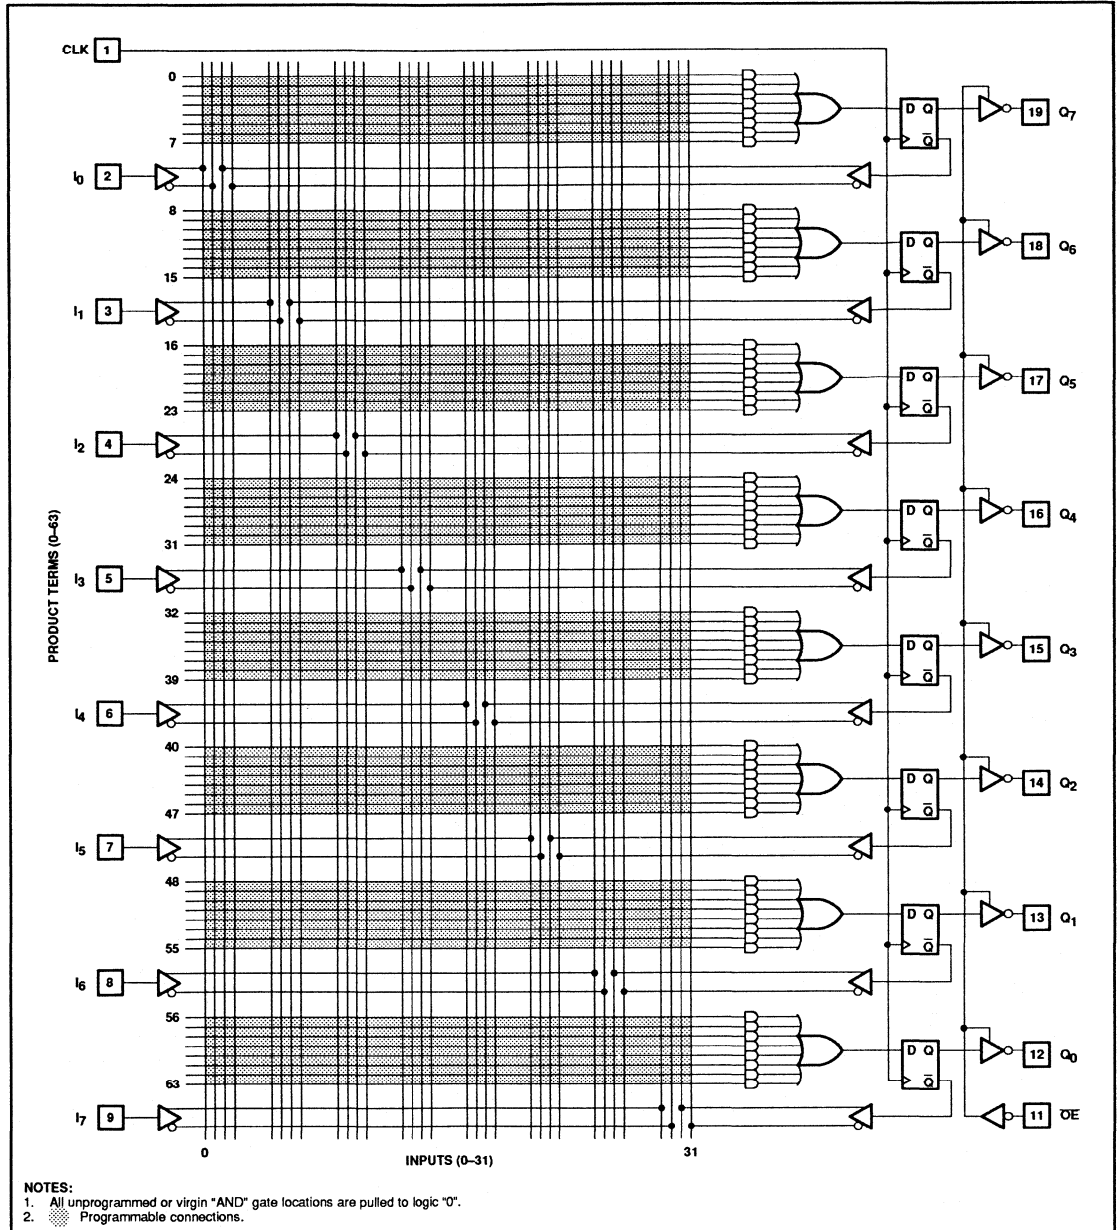 CLK 1
0
7
D Q
Q̅
19 Q7
I0 2
8
15
D Q
Q̅
18 Q6
I1 3
16
23
D Q
Q̅
17 Q5
I2 4
24
31
D Q
Q̅
16 Q4
I3 5
PRODUCT TERMS (0–63)
32
39
D Q
Q̅
15 Q3
I4 6
40
47
D Q
Q̅
14 Q2
I5 7
48
55
D Q
Q̅
13 Q1
I6 8
56
63
D Q
Q̅
12 Q0
I7 9
11 O̅E̅
0 INPUTS (0–31) 31
NOTES:
1. All unprogrammed or virgin "AND" gate locations are pulled to logic "0".
2. Programmable connections.